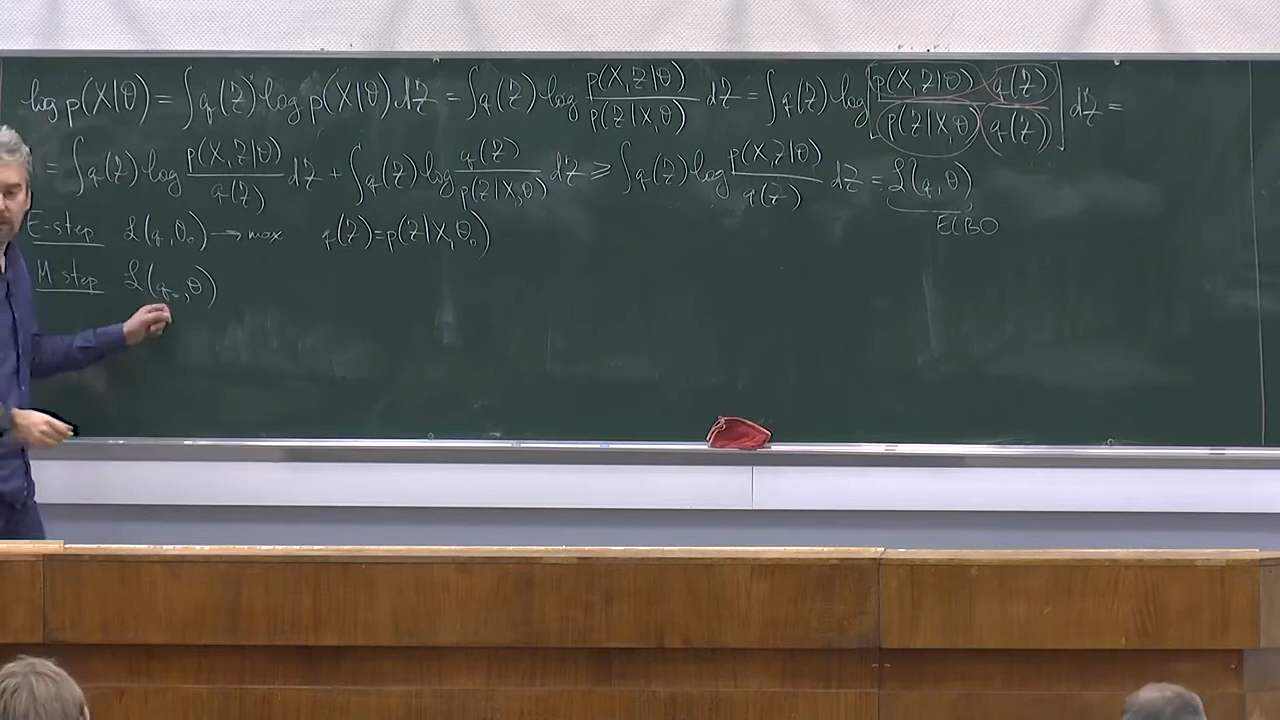 log p(X|θ) = ∫ q(Z) log p(X|θ) dZ = ∫ q(Z) log p(X,Z|θ) / p(Z|X,θ) dZ = ∫ q(Z) log [ p(X,Z|θ) q(Z) / p(Z|X,θ) q(Z) ] dZ =
= ∫ q(Z) log p(X,Z|θ) / q(Z) dZ + ∫ q(Z) log q(Z) / p(Z|X,θ) dZ ⩾ ∫ q(Z) log p(X,Z|θ) / q(Z) dZ = ℒ(q,θ)
ELBO
E-step ℒ(q,θ₀) → max q(Z) = p(Z|X,θ₀)
M-step ℒ(q₀,θ)